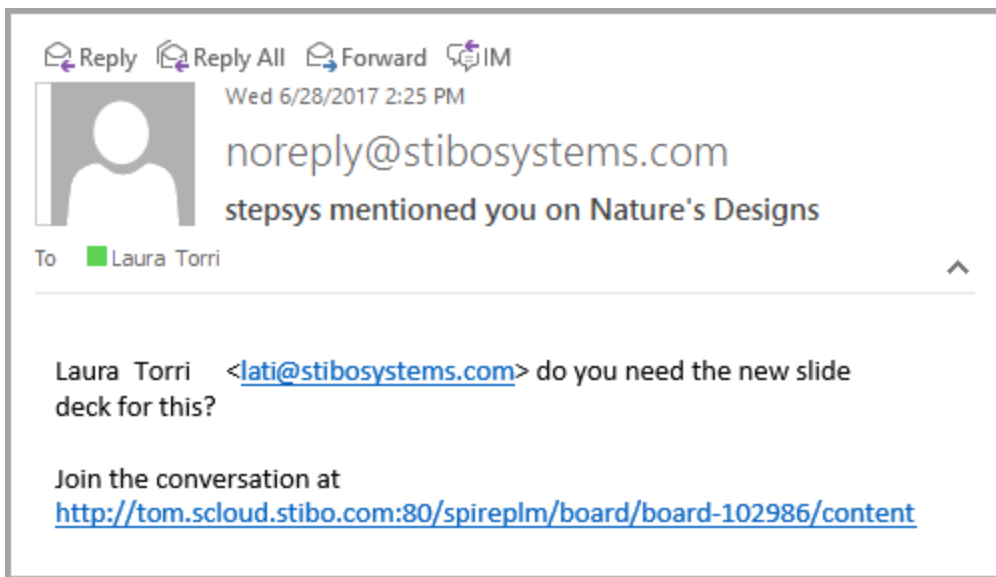 Reply Reply All Forward IM
Wed 6/28/2017 2:25 PM
noreply@stibosystems.com
stepsys mentioned you on Nature's Designs
To Laura Torri
Laura Torri <lati@stibosystems.com> do you need the new slide
deck for this?
Join the conversation at
http://tom.scloud.stibo.com:80/spireplm/board/board-102986/content